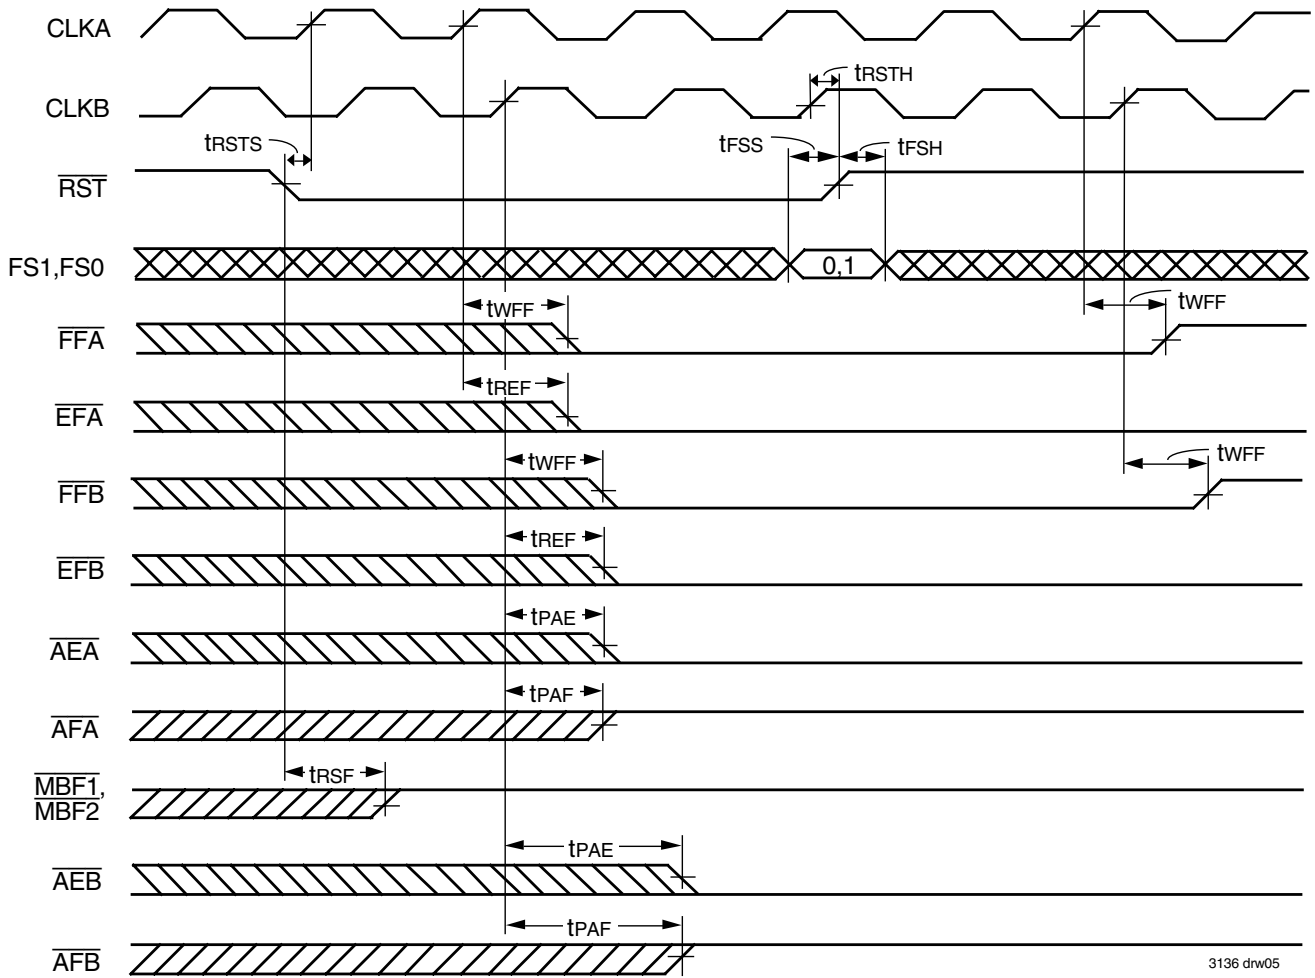 CLKA
tRSTH
CLKB
tRSTS
tFSS
tFSH
RST
FS1,FS0
0,1
tWFF
tWFF
FFA
tREF
EFA
tWFF
tWFF
FFB
tREF
EFB
tPAE
AEA
tPAF
AFA
tRSF
MBF1,
MBF2
tPAE
AEB
tPAF
AFB
3136 drw05